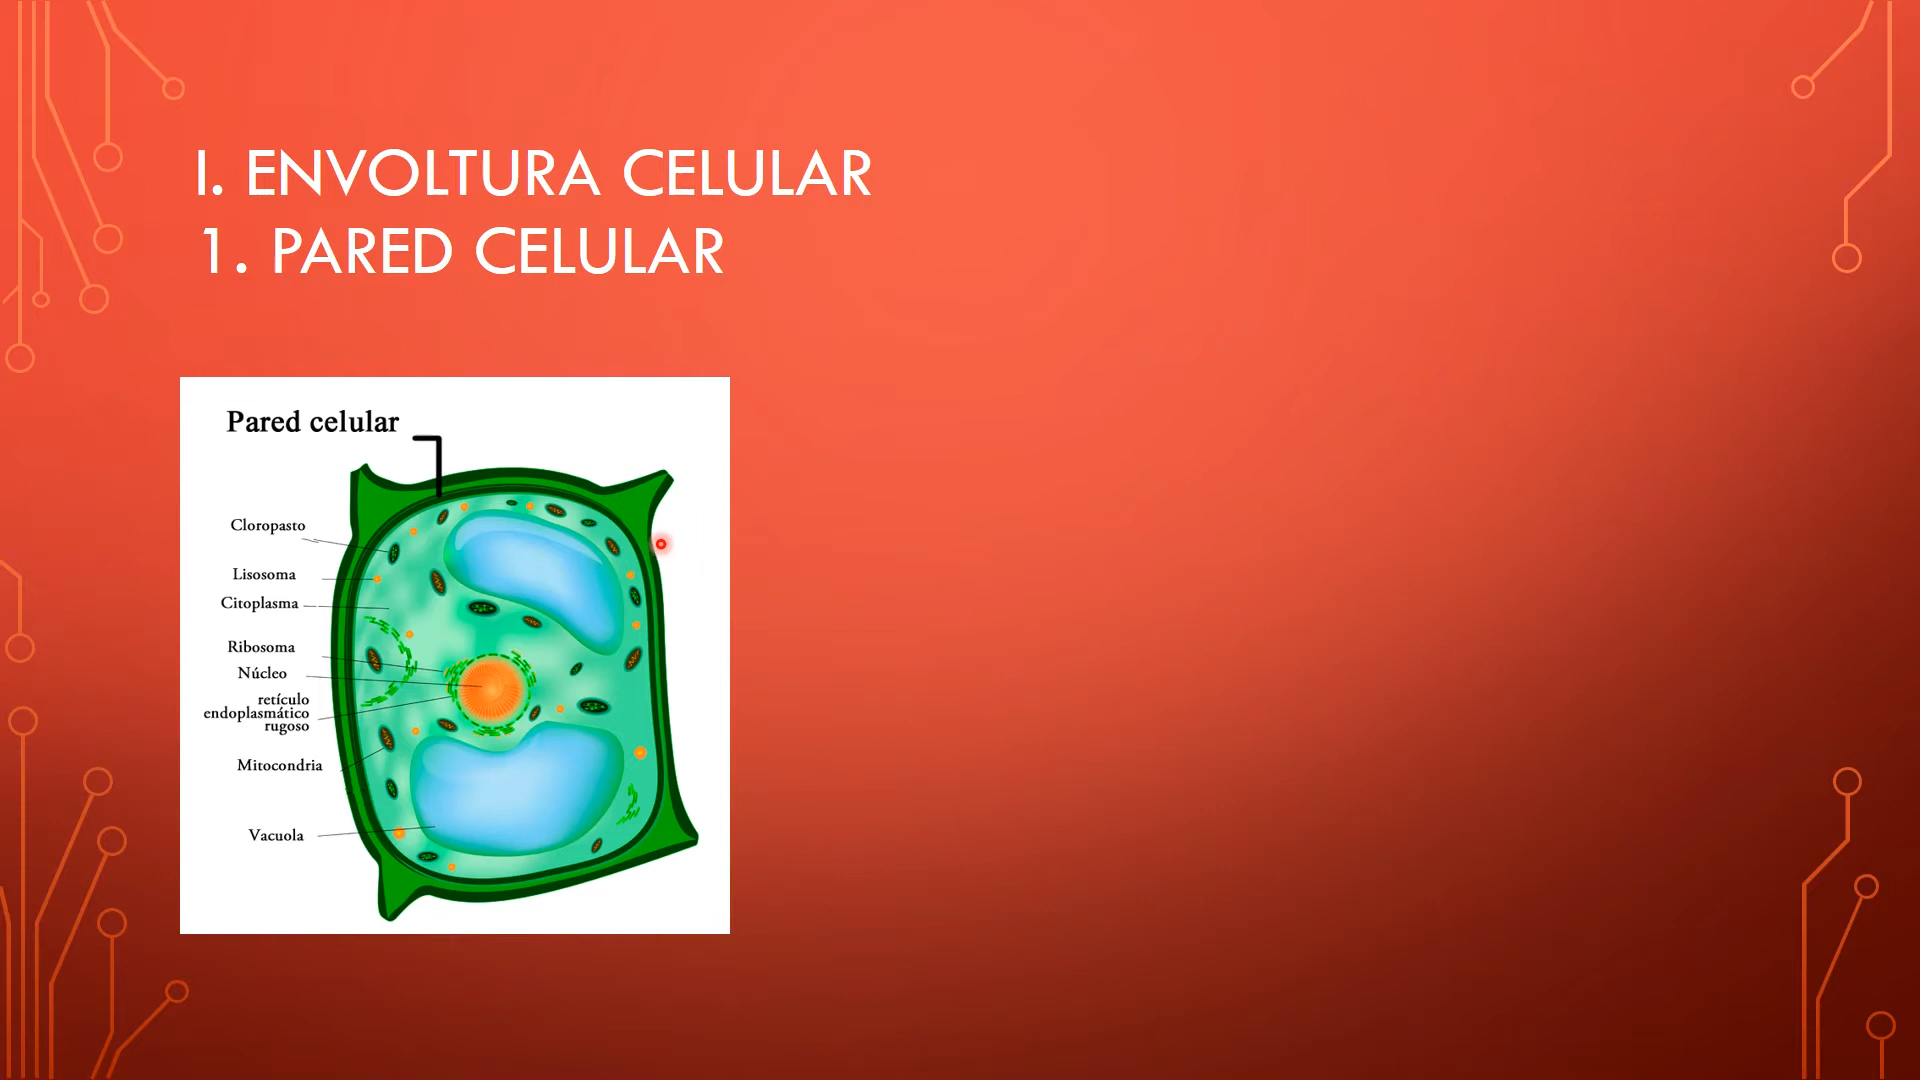 I. ENVOLTURA CELULAR
1. PARED CELULAR
Pared celular
Cloropasto
Lisosoma
Citoplasma
Ribosoma
Núcleo
retículo
endoplasmático
rugoso
Mitocondria
Vacuola